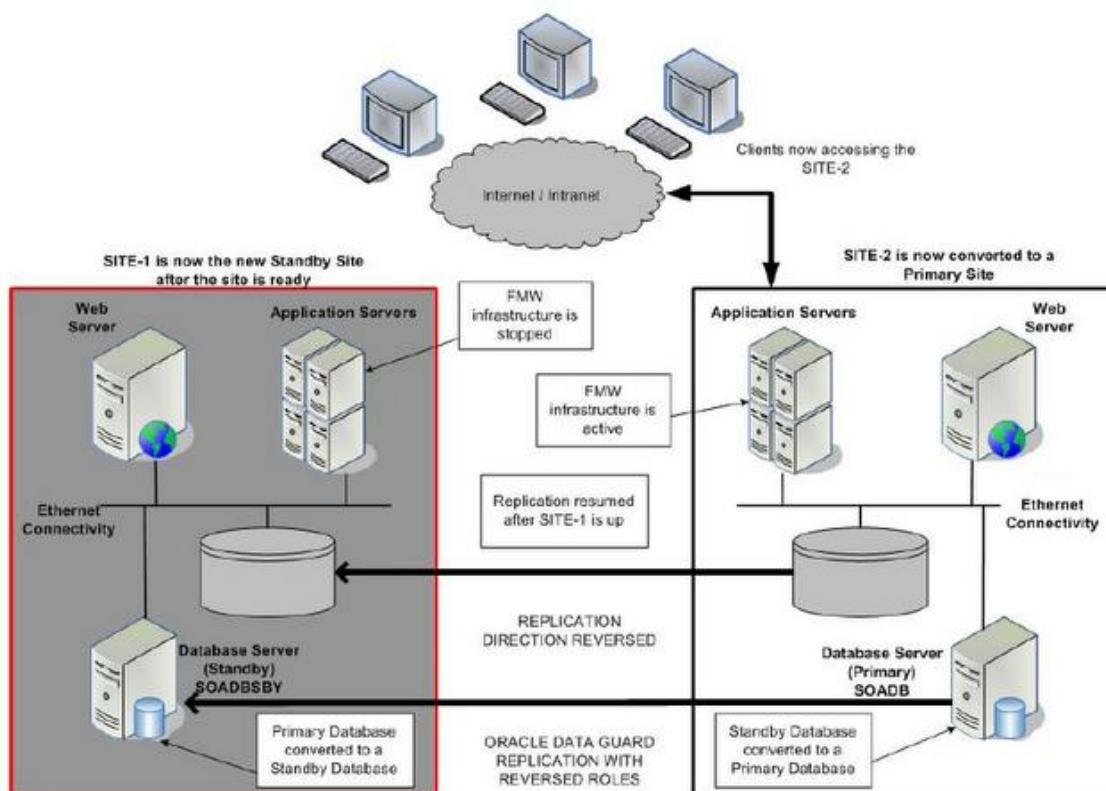 Clients now accessing the
SITE-2
Internet / Intranet
SITE-1 is now the new Standby Site
after the site is ready
SITE-2 is now converted to a
Primary Site
Web
Server
Application Servers
FMW
infrastructure is
stopped
Application Servers
Web
Server
FMW
infrastructure is
active
Ethernet
Connectivity
Replication resumed
after SITE-1 is up
Ethernet
Connectivity
REPLICATION
DIRECTION REVERSED
Database Server
(Standby)
SOADBSBY
Database Server
(Primary)
SOADB
Primary Database
converted to a
Standby Database
ORACLE DATA GUARD
REPLICATION WITH
REVERSED ROLES
Standby Database
converted to a
Primary Database